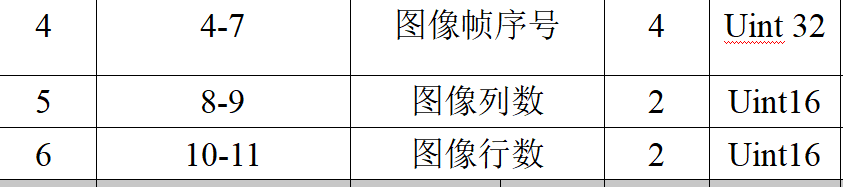 4 4-7 图像帧序号 4 Uint 32
5 8-9 图像列数 2 Uint16
6 10-11 图像行数 2 Uint16